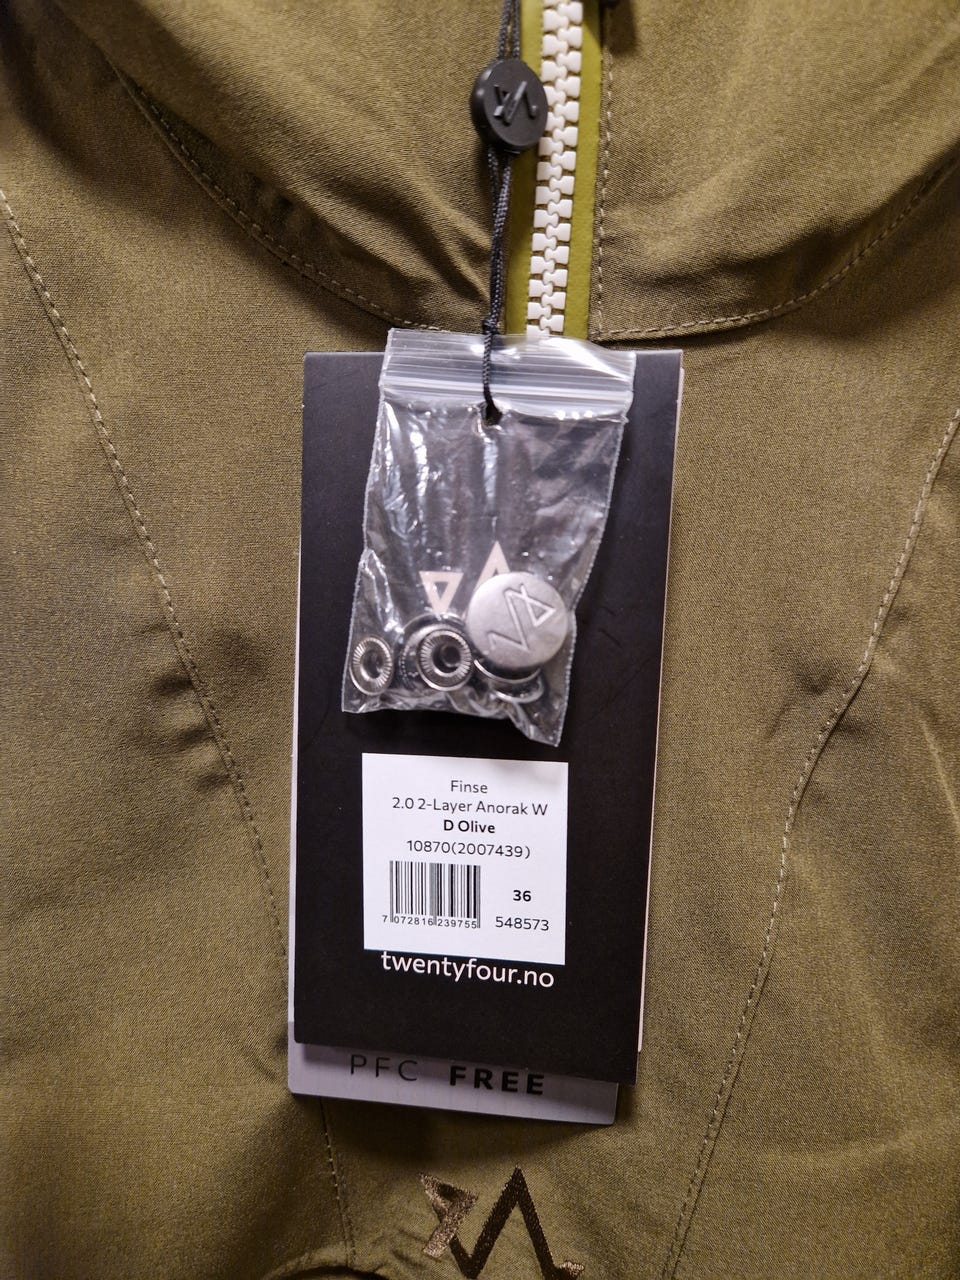 Finse
2.0 2-Layer Anorak W
D Olive
10870(2007439)
36
7 072816 239755
548573
twentyfour.no
PFC FREE